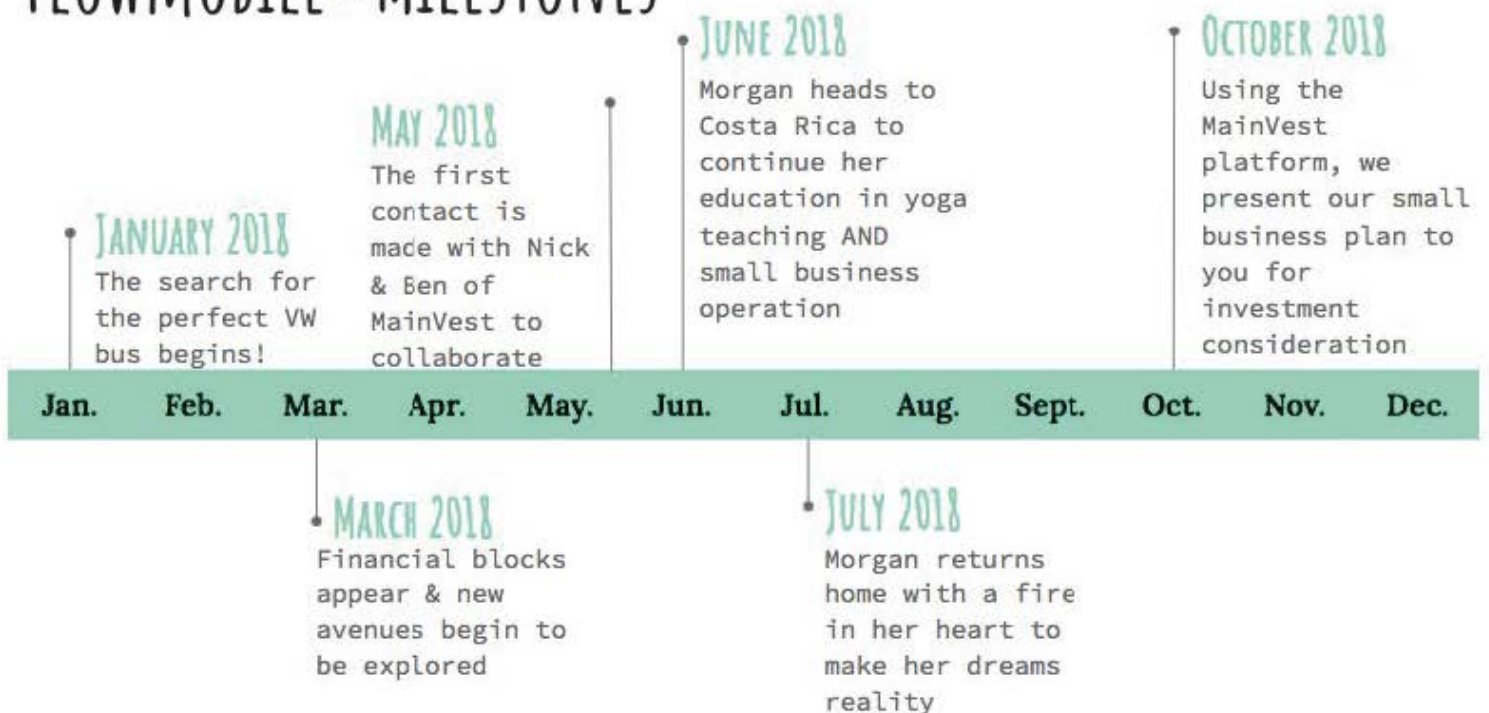 FLOWMOBILE MILESTONES
JUNE 2018
Morgan heads to
Costa Rica to
continue her
education in yoga
teaching AND
small business
operation
OCTOBER 2018
Using the
MainVest
platform, we
present our small
business plan to
you for
investment
consideration
MAY 2018
The first
contact is
made with Nick
& Ben of
MainVest to
collaborate
JANUARY 2018
The search for
the perfect VW
bus begins!
Jan. Feb. Mar. Apr. May. Jun. Jul. Aug. Sept. Oct. Nov. Dec.
MARCH 2018
Financial blocks
appear & new
avenues begin to
be explored
JULY 2018
Morgan returns
home with a fire
in her heart to
make her dreams
reality